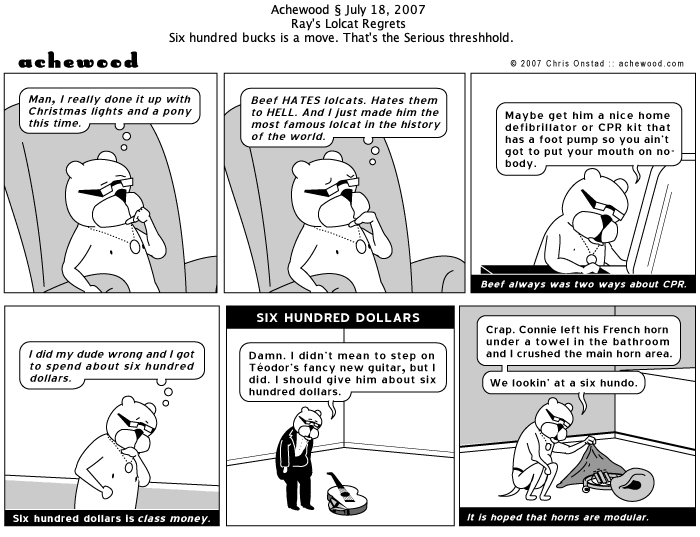 Achewood § July 18, 2007
Ray's Lolcat Regrets
Six hundred bucks is a move. That's the Serious threshhold.
achewood
© 2007 Chris Onstad :: achewood.com
Man, I really done it up with
Christmas lights and a pony
this time.
Beef HATES lolcats. Hates them
to HELL. And I just made him the
most famous lolcat in the history
of the world.
Maybe get him a nice home
defibrillator or CPR kit that
has a foot pump so you ain't
got to put your mouth on no-
body.
Beef always was two ways about CPR.
I did my dude wrong and I got
to spend about six hundred
dollars.
Six hundred dollars is class money.
SIX HUNDRED DOLLARS
Damn. I didn't mean to step on
Téodor's fancy new guitar, but I
did. I should give him about six
hundred dollars.
Crap. Connie left his French horn
under a towel in the bathroom
and I crushed the main horn area.
We lookin' at a six hundo.
It is hoped that horns are modular.